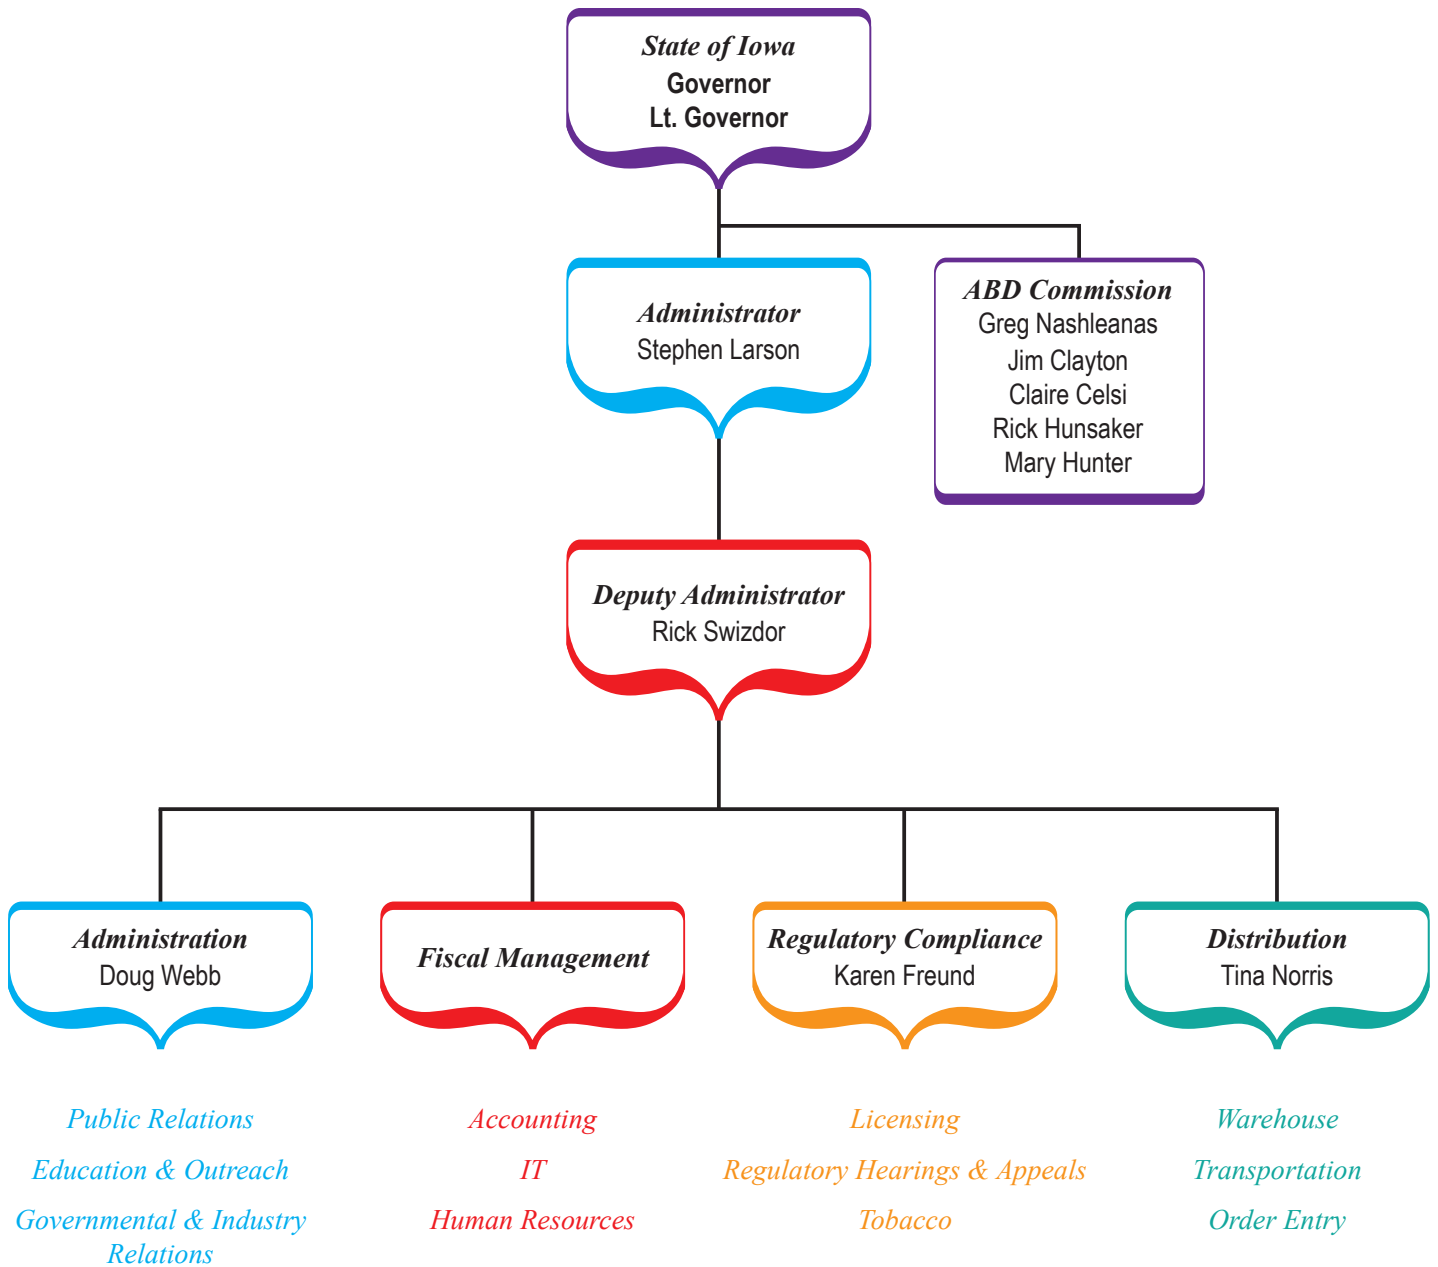 State of Iowa
Governor
Lt. Governor
Administrator
Stephen Larson
ABD Commission
Greg Nashleanas
Jim Clayton
Claire Celsi
Rick Hunsaker
Mary Hunter
Deputy Administrator
Rick Swizdor
Administration
Doug Webb
Fiscal Management
Regulatory Compliance
Karen Freund
Distribution
Tina Norris
Public Relations
Education & Outreach
Governmental & Industry
Relations
Accounting
IT
Human Resources
Licensing
Regulatory Hearings & Appeals
Tobacco
Warehouse
Transportation
Order Entry